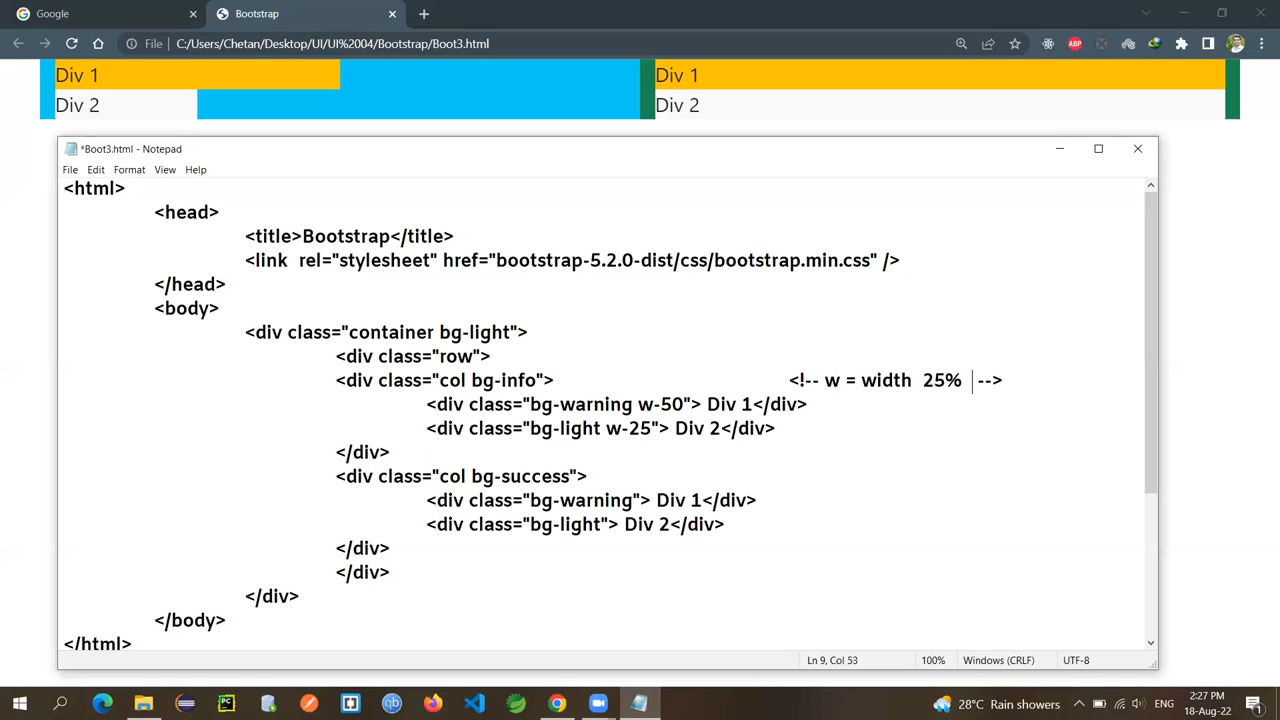 Google
Bootstrap
File
C:/Users/Chetan/Desktop/UI/UI%2004/Bootstrap/Boot3.html
ABP
Div 1
Div 1
Div 2
Div 2
*Boot3.html - Notepad
File Edit Format View Help
<html>
<head>
<title>Bootstrap</title>
<link rel="stylesheet" href="bootstrap-5.2.0-dist/css/bootstrap.min.css" />
</head>
<body>
<div class="container bg-light">
<div class="row">
<div class="col bg-info"> <!-- w = width 25% -->
<div class="bg-warning w-50"> Div 1</div>
<div class="bg-light w-25"> Div 2</div>
</div>
<div class="col bg-success">
<div class="bg-warning"> Div 1</div>
<div class="bg-light"> Div 2</div>
</div>
</div>
</div>
</body>
</html>
Ln 9, Col 53 100% Windows (CRLF) UTF-8
PC
qb
28°C Rain showers
ENG
2:27 PM
18-Aug-22
1